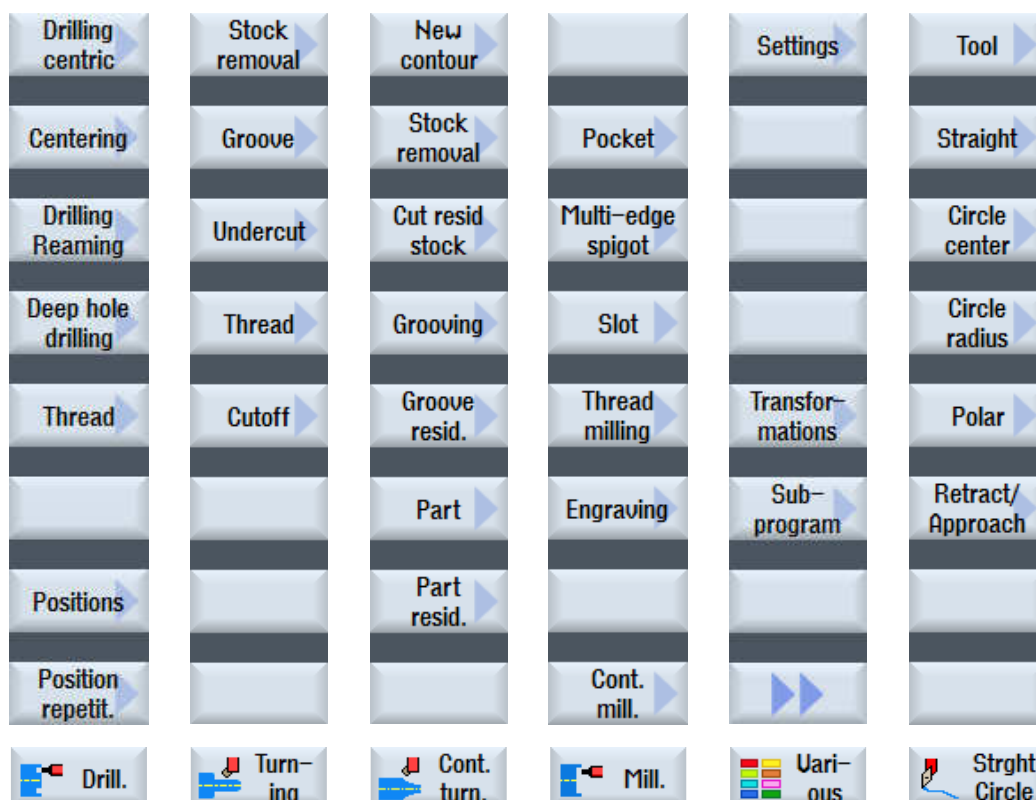 Drilling
centric
Centering
Drilling
Reaming
Deep hole
drilling
Thread
Positions
Position
repetit.
Drill.
Stock
removal
Groove
Undercut
Thread
Cutoff
Turn-
ing
New
contour
Stock
removal
Cut resid
stock
Grooving
Groove
resid.
Part
Part
resid.
Cont.
turn.
Pocket
Multi-edge
spigot
Slot
Thread
milling
Engraving
Cont.
mill.
Mill.
Settings
Transfor-
mations
Sub-
program
Vari-
ous
Tool
Straight
Circle
center
Circle
radius
Polar
Retract/
Approach
Strght
Circle